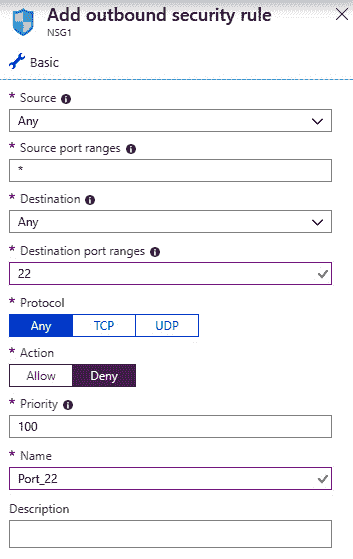 Add outbound security rule
NSG1
Basic
* Source
Any
* Source port ranges
*
* Destination
Any
* Destination port ranges
22
* Protocol
Any TCP UDP
* Action
Allow Deny
* Priority
100
* Name
Port_22
Description